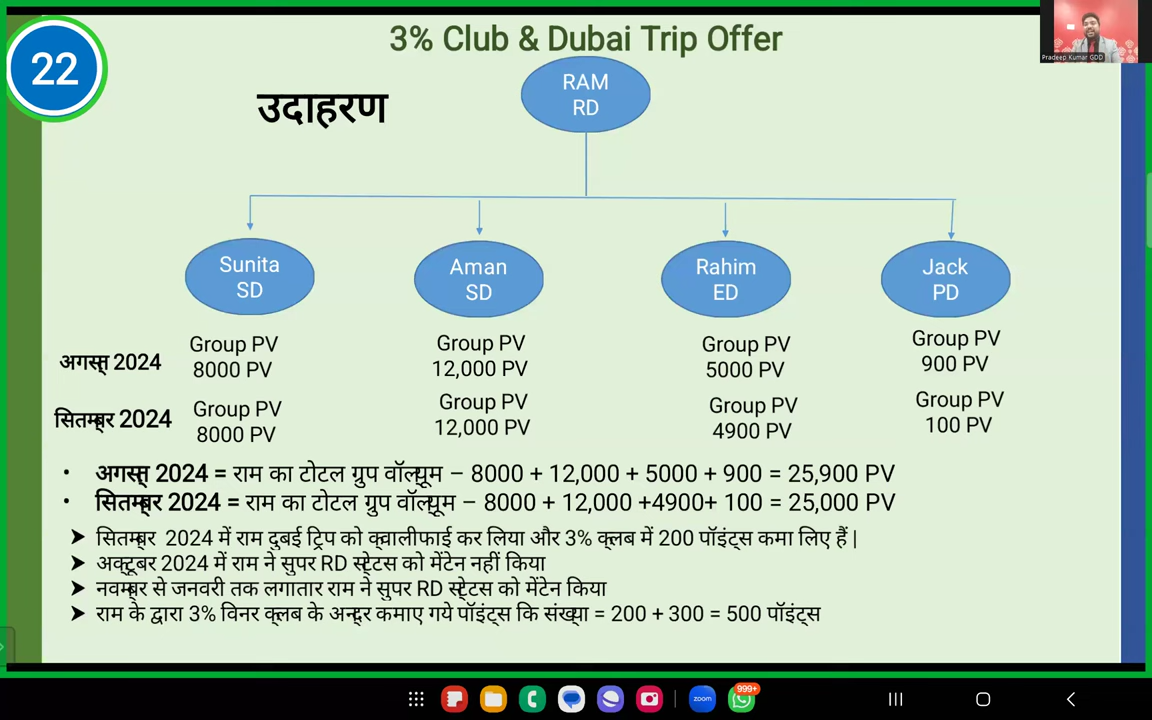 3% Club & Dubai Trip Offer
22
Pradeep Kumar GDD
उदाहरण
RAM
RD
Sunita
SD
Aman
SD
Rahim
ED
Jack
PD
अगस्त 2024
Group PV
8000 PV
Group PV
12,000 PV
Group PV
5000 PV
Group PV
900 PV
सितम्बर 2024
Group PV
8000 PV
Group PV
12,000 PV
Group PV
4900 PV
Group PV
100 PV
• अगस्त 2024 = राम का टोटल ग्रुप वॉल्यूम – 8000 + 12,000 + 5000 + 900 = 25,900 PV
• सितम्बर 2024 = राम का टोटल ग्रुप वॉल्यूम – 8000 + 12,000 +4900+ 100 = 25,000 PV
➤ सितम्बर 2024 में राम दुबई ट्रिप को क्वालीफाई कर लिया और 3% क्लब में 200 पॉइंट्स कमा लिए हैं |
➤ अक्टूबर 2024 में राम ने सुपर RD स्टेटस को मेंटेन नहीं किया
➤ नवम्बर से जनवरी तक लगातार राम ने सुपर RD स्टेटस को मेंटेन किया
➤ राम के द्वारा 3% विनर क्लब के अन्दर कमाए गये पॉइंट्स कि संख्या = 200 + 300 = 500 पॉइंट्स
zoom
999+